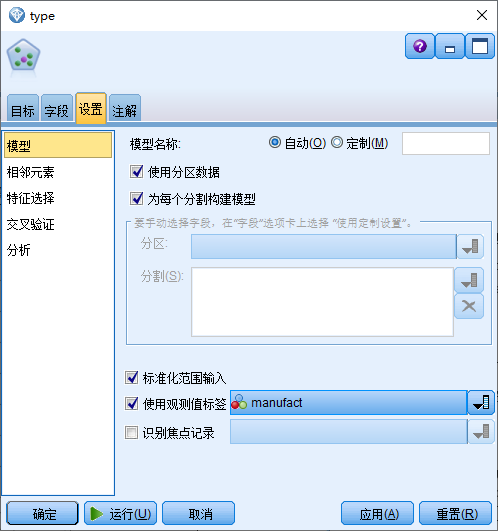 type
目标 字段 设置 注解
模型
相邻元素
特征选择
交叉验证
分析
模型名称: 自动(O) 定制(M)
使用分区数据
为每个分割构建模型
要手动选择字段，在“字段”选项卡上选择 “使用定制设置”。
分区:
分割(S):
标准化范围输入
使用观测值标签 manufact
识别焦点记录
确定 运行(U) 取消 应用(A) 重置(R)